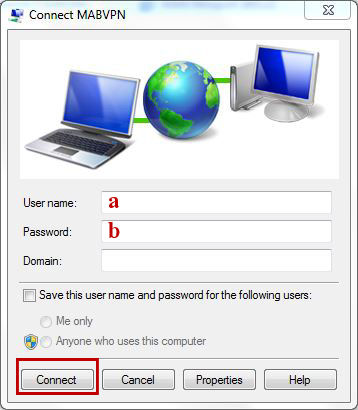 Connect MABVPN
User name: a
Password: b
Domain:
Save this user name and password for the following users:
Me only
Anyone who uses this computer
Connect Cancel Properties Help